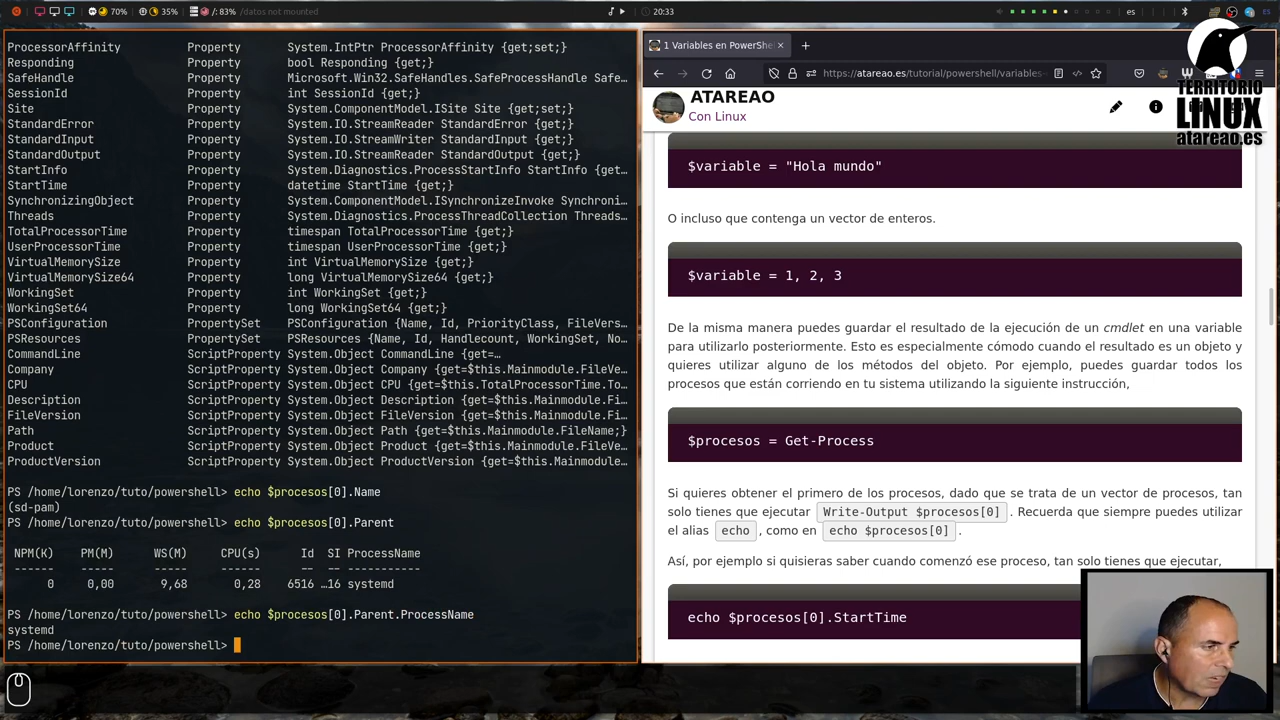 70% 35% /: 83% /datos not mounted
20:33
es ES
ProcessorAffinity Property System.IntPtr ProcessorAffinity {get;set;}
Responding Property bool Responding {get;}
SafeHandle Property Microsoft.Win32.SafeHandles.SafeProcessHandle Safe…
SessionId Property int SessionId {get;}
Site Property System.ComponentModel.ISite Site {get;set;}
StandardError Property System.IO.StreamReader StandardError {get;}
StandardInput Property System.IO.StreamWriter StandardInput {get;}
StandardOutput Property System.IO.StreamReader StandardOutput {get;}
StartInfo Property System.Diagnostics.ProcessStartInfo StartInfo {get…
StartTime Property datetime StartTime {get;}
SynchronizingObject Property System.ComponentModel.ISynchronizeInvoke Synchroni…
Threads Property System.Diagnostics.ProcessThreadCollection Threads…
TotalProcessorTime Property timespan TotalProcessorTime {get;}
UserProcessorTime Property timespan UserProcessorTime {get;}
VirtualMemorySize Property int VirtualMemorySize {get;}
VirtualMemorySize64 Property long VirtualMemorySize64 {get;}
WorkingSet Property int WorkingSet {get;}
WorkingSet64 Property long WorkingSet64 {get;}
PSConfiguration PropertySet PSConfiguration {Name, Id, PriorityClass, FileVers…
PSResources PropertySet PSResources {Name, Id, Handlecount, WorkingSet, No…
CommandLine ScriptProperty System.Object CommandLine {get=…
Company ScriptProperty System.Object Company {get=$this.Mainmodule.FileVe…
CPU ScriptProperty System.Object CPU {get=$this.TotalProcessorTime.To…
Description ScriptProperty System.Object Description {get=$this.Mainmodule.Fi…
FileVersion ScriptProperty System.Object FileVersion {get=$this.Mainmodule.Fi…
Path ScriptProperty System.Object Path {get=$this.Mainmodule.FileName;}
Product ScriptProperty System.Object Product {get=$this.Mainmodule.FileVe…
ProductVersion ScriptProperty System.Object ProductVersion {get=$this.Mainmodule…
PS /home/lorenzo/tuto/powershell> echo $procesos[0].Name
(sd-pam)
PS /home/lorenzo/tuto/powershell> echo $procesos[0].Parent
NPM(K) PM(M) WS(M) CPU(s) Id SI ProcessName
------ ----- ----- ------ -- -- -----------
0 0,00 9,68 0,28 6516 …16 systemd
PS /home/lorenzo/tuto/powershell> echo $procesos[0].Parent.ProcessName
systemd
PS /home/lorenzo/tuto/powershell>
1 Variables en PowerShe
https://atareao.es/tutorial/powershell/variables-
ATAREAO
Con Linux
TERRITORIO
LINUX
atareao.es
$variable = "Hola mundo"
O incluso que contenga un vector de enteros.
$variable = 1, 2, 3
De la misma manera puedes guardar el resultado de la ejecución de un cmdlet en una variable
para utilizarlo posteriormente. Esto es especialmente cómodo cuando el resultado es un objeto y
quieres utilizar alguno de los métodos del objeto. Por ejemplo, puedes guardar todos los
procesos que están corriendo en tu sistema utilizando la siguiente instrucción,
$procesos = Get-Process
Si quieres obtener el primero de los procesos, dado que se trata de un vector de procesos, tan
solo tienes que ejecutar Write-Output $procesos[0] . Recuerda que siempre puedes utilizar
el alias echo , como en echo $procesos[0] .
Así, por ejemplo si quisieras saber cuando comenzó ese proceso, tan solo tienes que ejecutar,
echo $procesos[0].StartTime